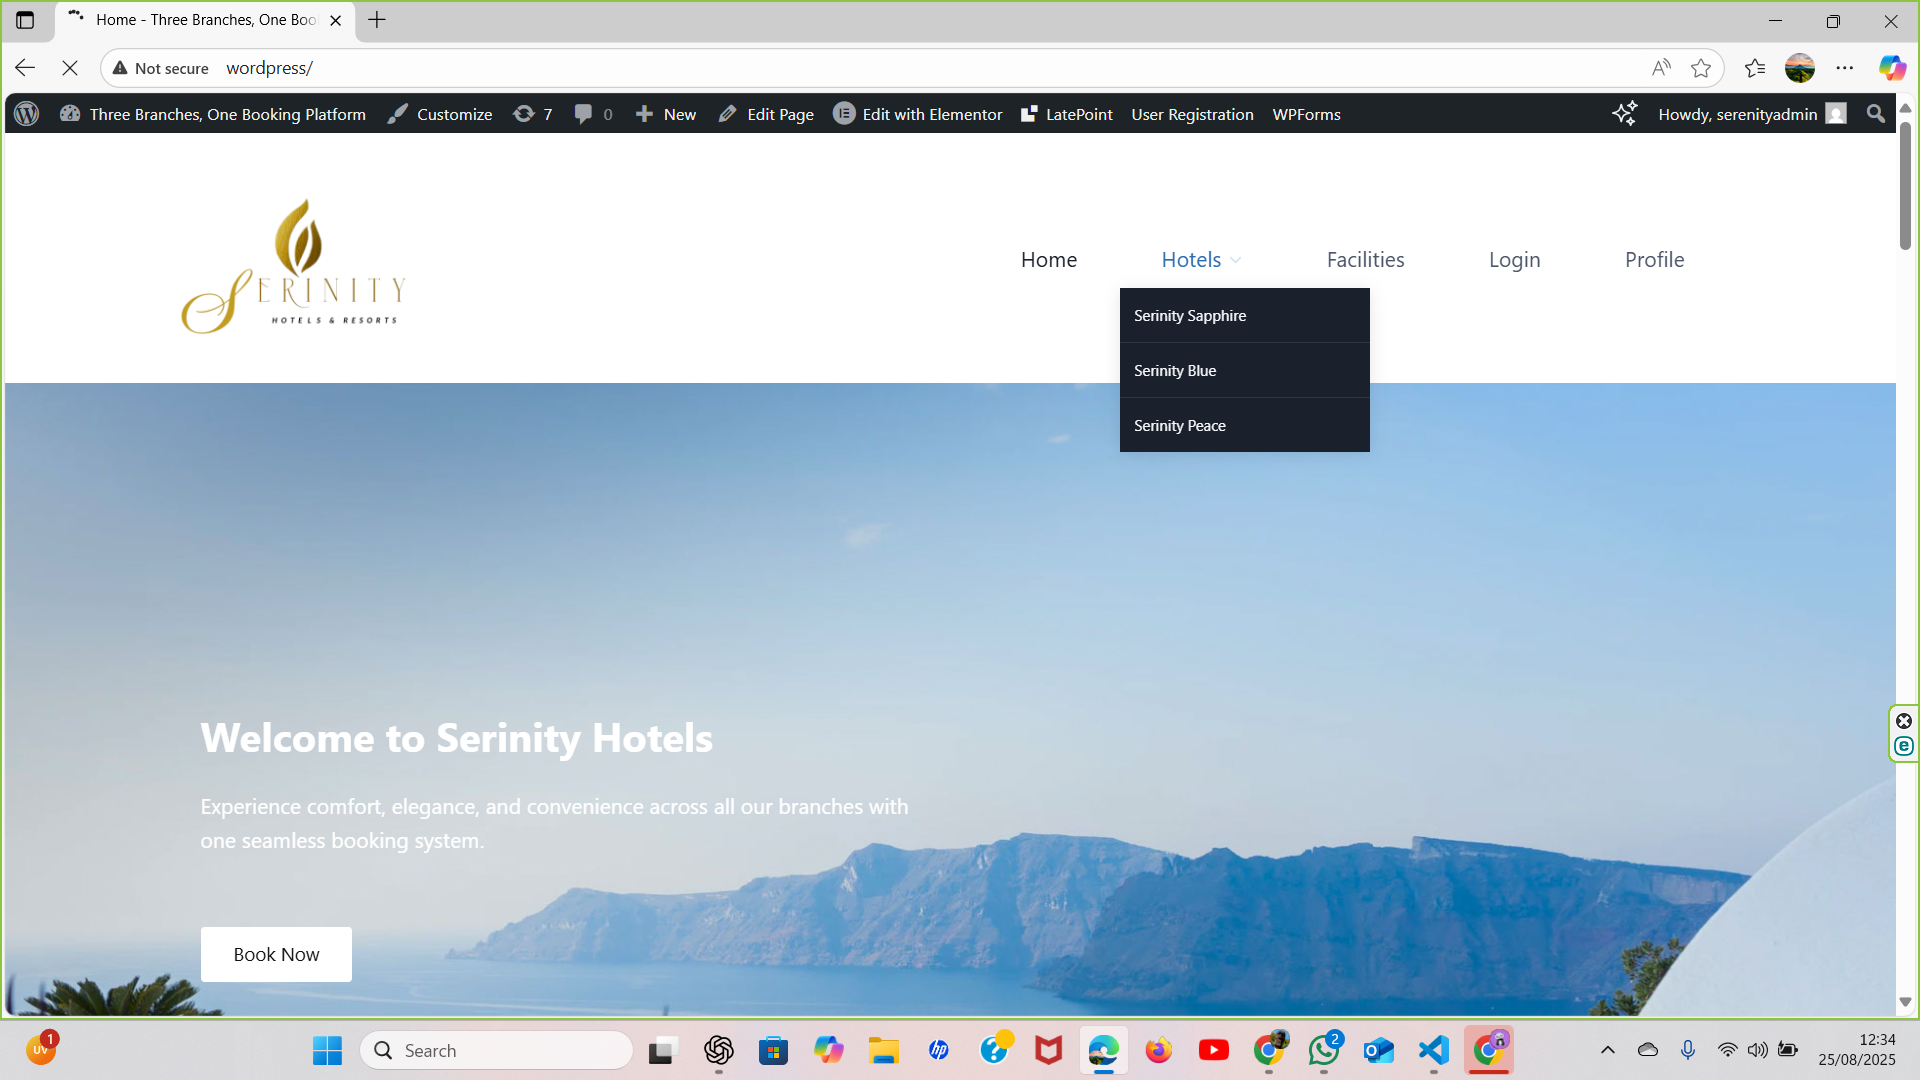 Home - Three Branches, One Boo
Not secure
wordpress/
Three Branches, One Booking Platform
Customize
7
0
New
Edit Page
Edit with Elementor
LatePoint
User Registration
WPForms
Howdy, serenityadmin
SERINITY
HOTELS & RESORTS
Home
Hotels
Facilities
Login
Profile
Serinity Sapphire
Serinity Blue
Serinity Peace
Welcome to Serinity Hotels
Experience comfort, elegance, and convenience across all our branches with
one seamless booking system.
Book Now
UV
1
Search
hp
2
12:34
25/08/2025